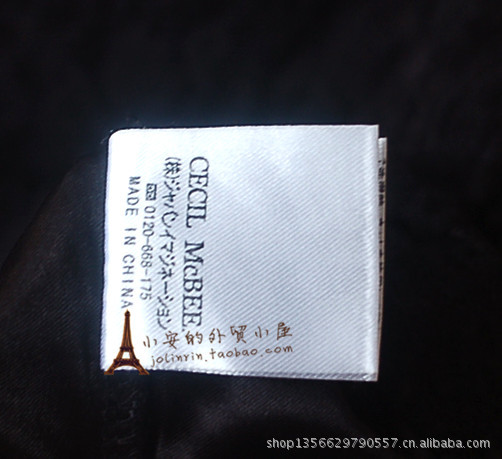 CECIL McBEE
(株)ジャパンイマジネーション
0120-668-175
MADE IN CHINA
小安的外贸小屋
jolinrin.taobao.com
shop1356629790557.cn.alibaba.com